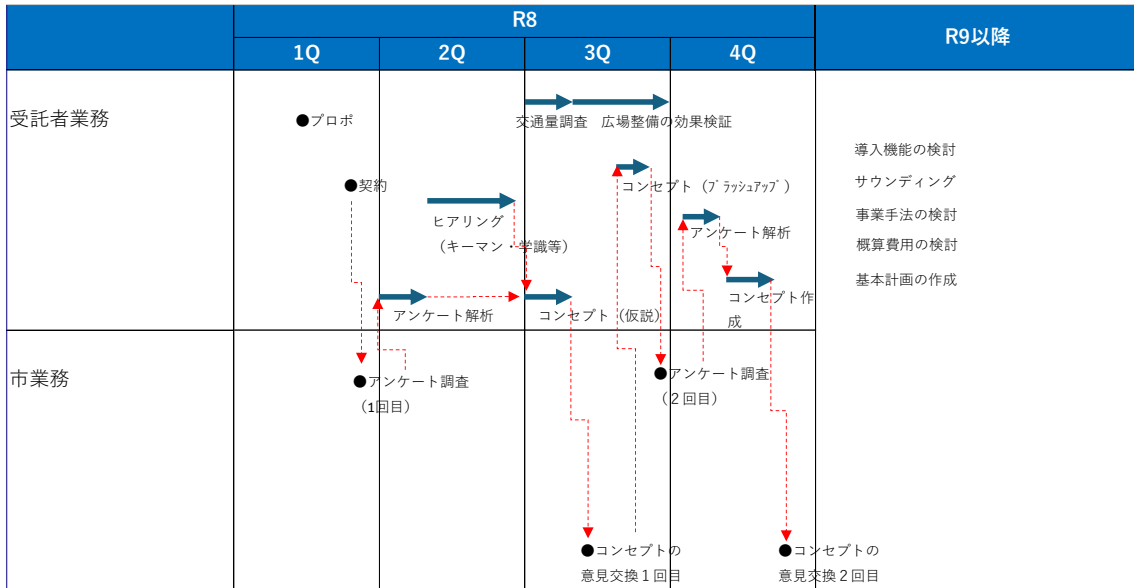 R8
R9以降
1Q
2Q
3Q
4Q
受託者業務
●プロポ
交通量調査 広場整備の効果検証
導入機能の検討
●契約
コンセプト（ﾌﾞﾗｯｼｭｱｯﾌﾟ）
サウンディング
ヒアリング
（キーマン・学識等）
アンケート解析
事業手法の検討
概算費用の検討
基本計画の作成
アンケート解析
コンセプト（仮説）
コンセプト作
成
市業務
●アンケート調査
（1回目）
●アンケート調査
（２回目）
●コンセプトの
意見交換１回目
●コンセプトの
意見交換２回目